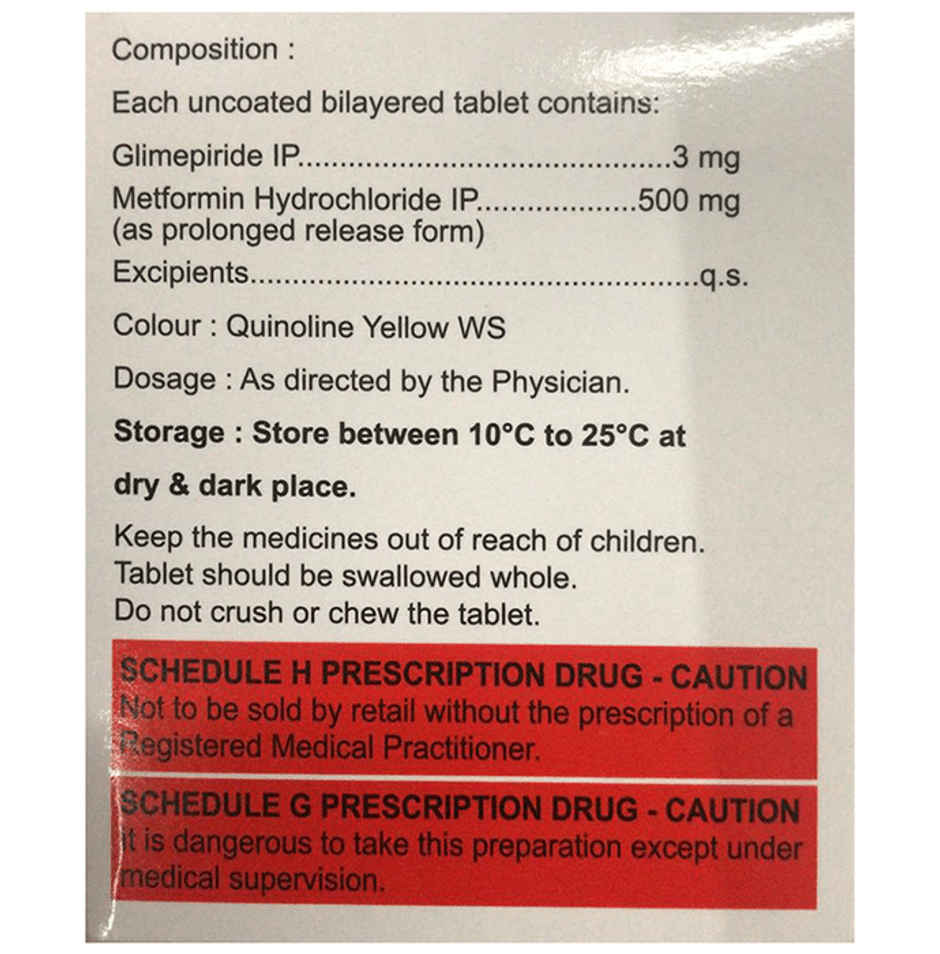 Composition :
Each uncoated bilayered tablet contains:
Glimepiride IP............................................3 mg
Metformin Hydrochloride IP...................500 mg
(as prolonged release form)
Excipients.....................................................q.s.
Colour : Quinoline Yellow WS
Dosage : As directed by the Physician.
Storage : Store between 10°C to 25°C at
dry & dark place.
Keep the medicines out of reach of children.
Tablet should be swallowed whole.
Do not crush or chew the tablet.
SCHEDULE H PRESCRIPTION DRUG - CAUTION
Not to be sold by retail without the prescription of a
Registered Medical Practitioner.
SCHEDULE G PRESCRIPTION DRUG - CAUTION
It is dangerous to take this preparation except under
medical supervision.